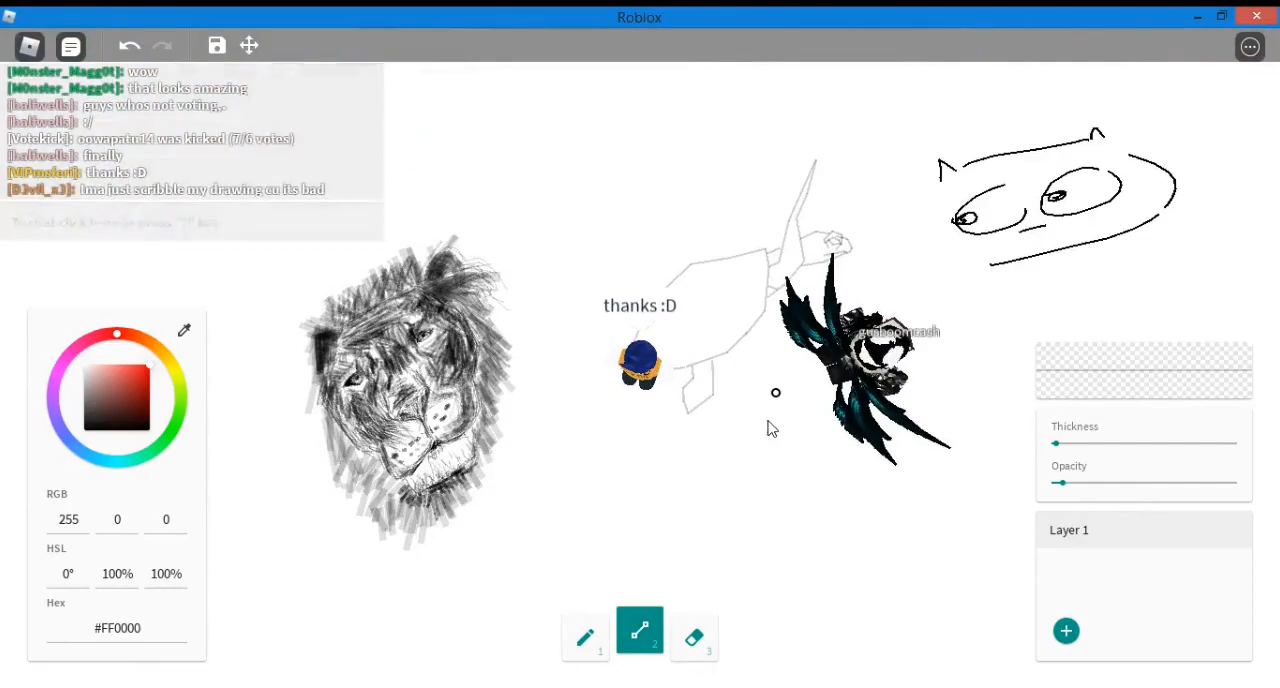 Roblox
[M0nster_Magg0t]: wow
[M0nster_Magg0t]: that looks amazing
[halfwells]: guys whos not voting,.
[halfwells]: :/
[Votekick]: oowapatu14 was kicked (7/6 votes)
[halfwells]: finally
thanks :D
Ima just scribble my drawing cu its bad
thanks :D
gusboomcash
RGB
255 0 0
HSL
0° 100% 100%
Hex
#FF0000
Thickness
Opacity
Layer 1
1
2
3